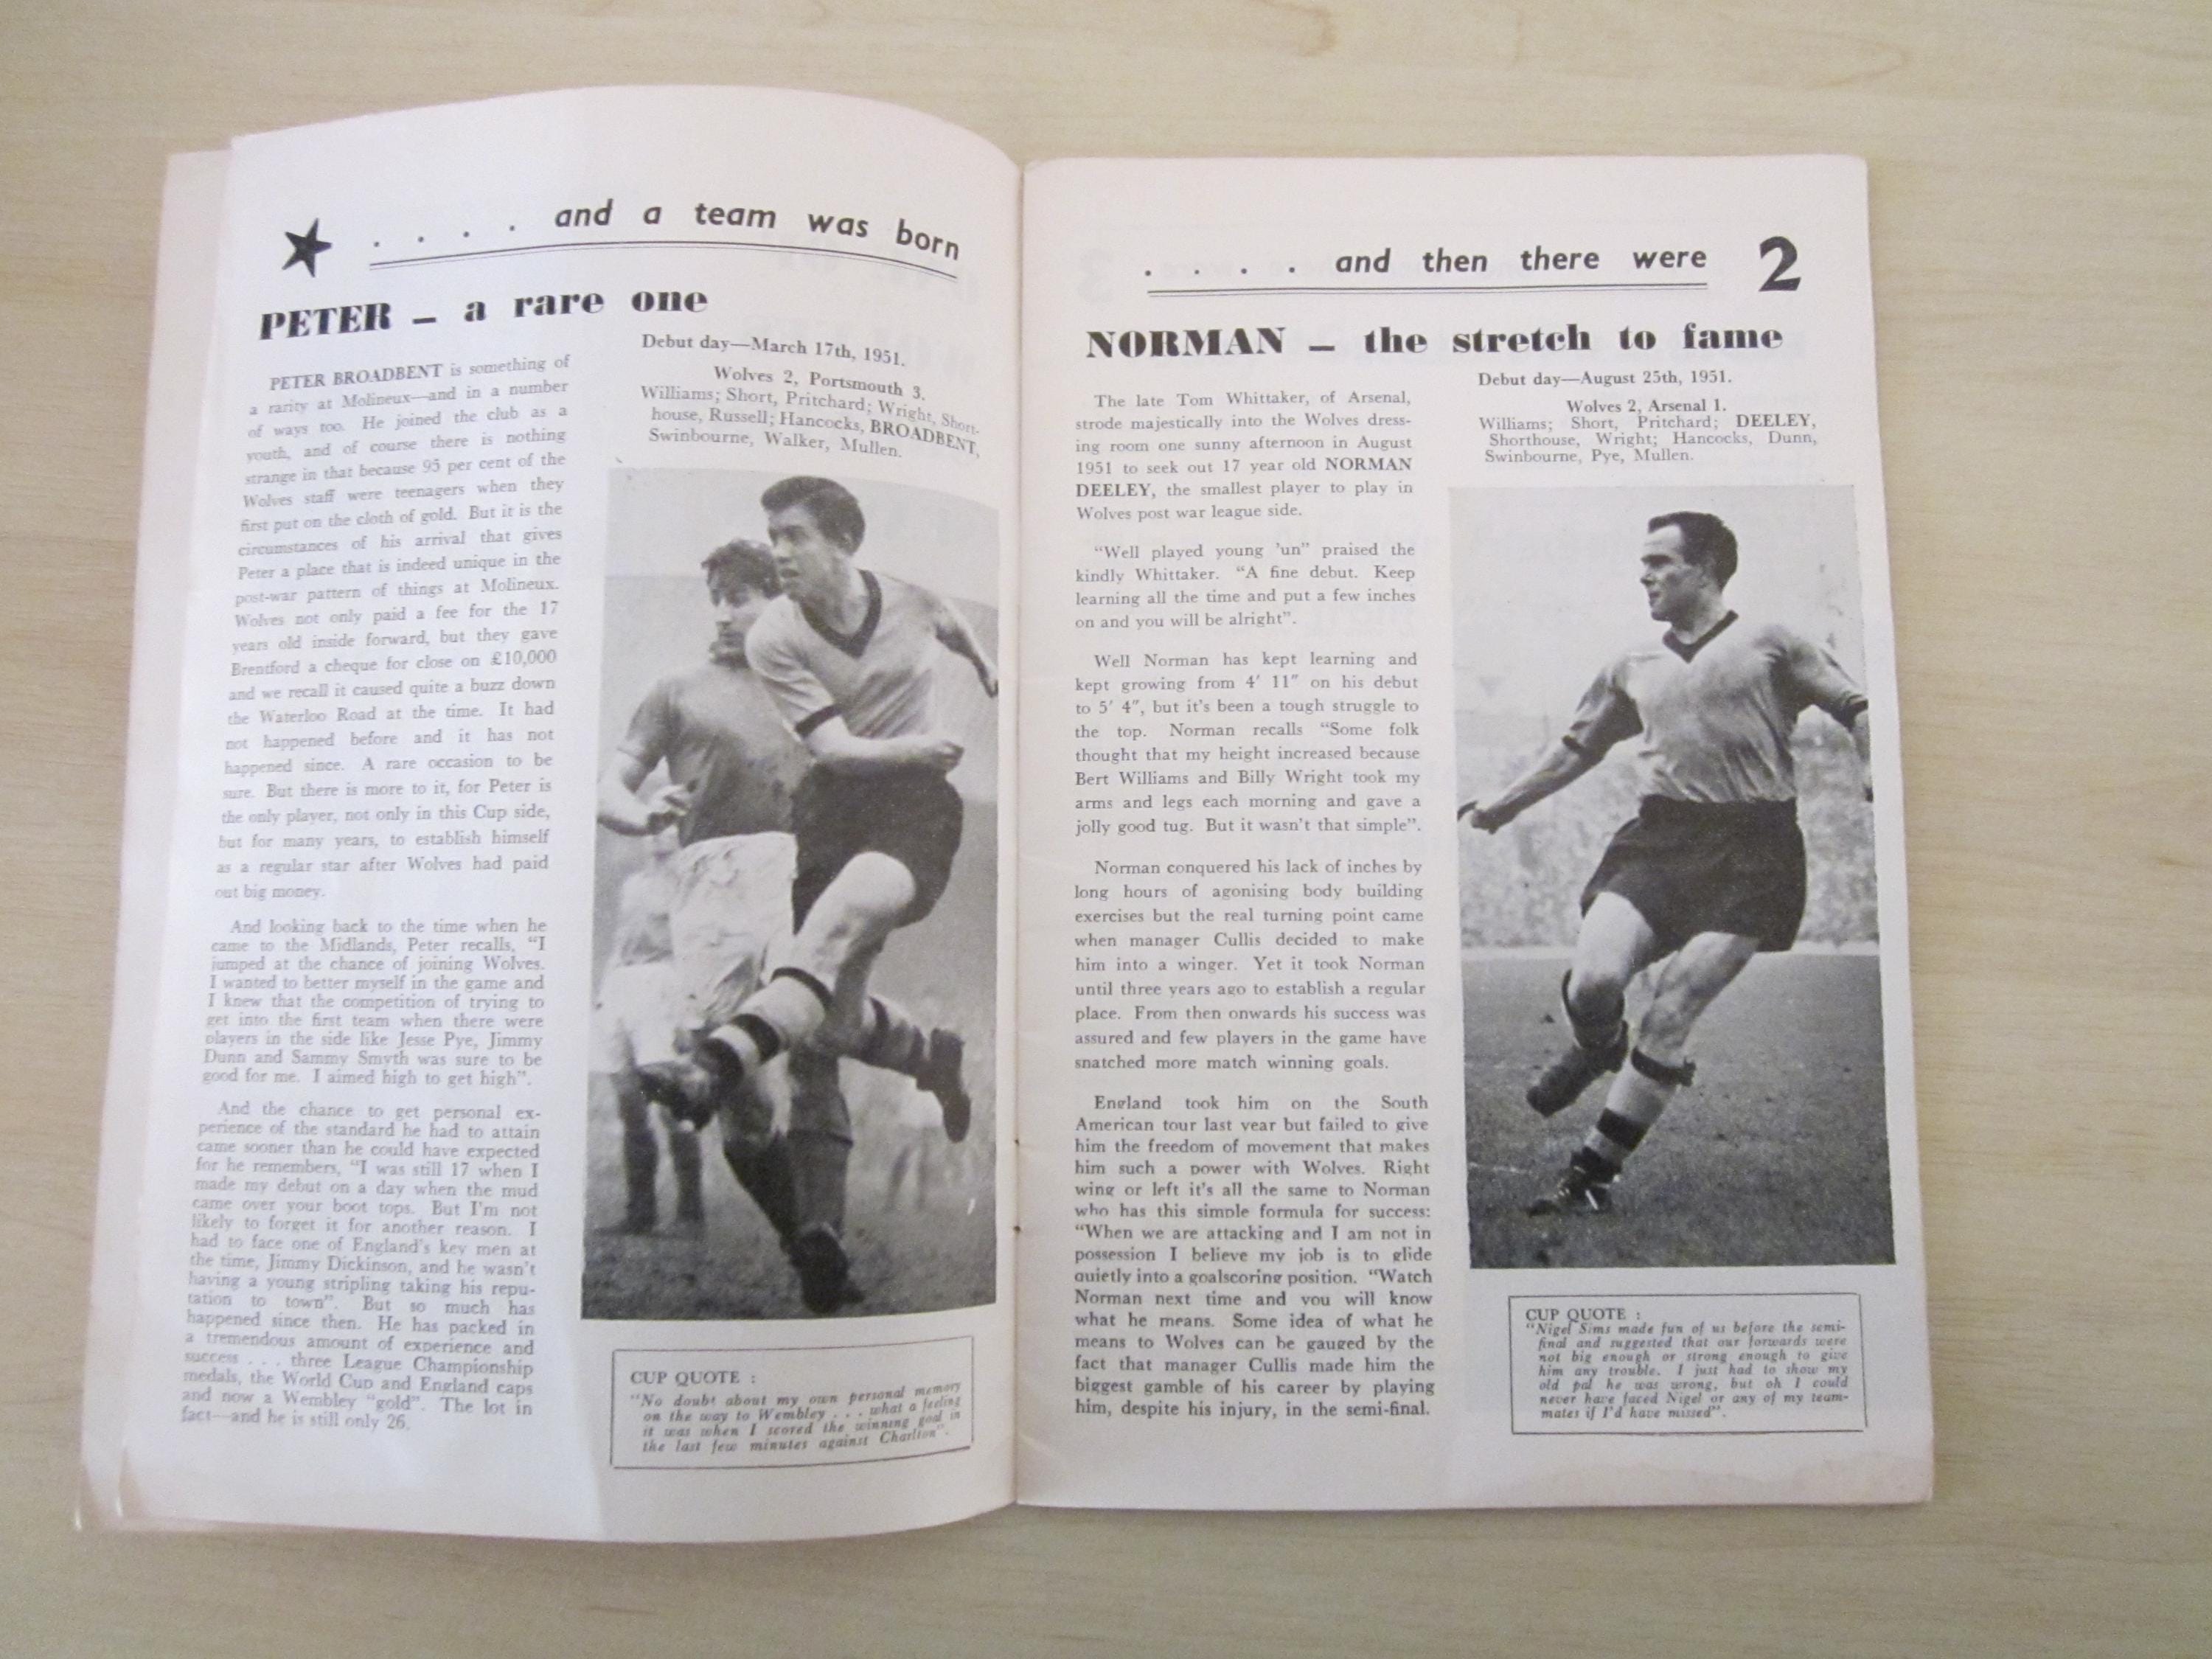 . . . . and a team was born
PETER – a rare one
PETER BROADBENT is something of
a rarity at Molineux—and in a number
of ways too. He joined the club as a
youth, and of course there is nothing
strange in that because 95 per cent of the
Wolves staff were teenagers when they
first put on the cloth of gold. But it is the
circumstances of his arrival that gives
Peter a place that is indeed unique in the
post-war pattern of things at Molineux.
Wolves not only paid a fee for the 17
years old inside forward, but they gave
Brentford a cheque for close on £10,000
and we recall it caused quite a buzz down
the Waterloo Road at the time. It had
not happened before and it has not
happened since. A rare occasion to be
sure. But there is more to it, for Peter is
the only player, not only in this Cup side,
but for many years, to establish himself
as a regular star after Wolves had paid
out big money.
And looking back to the time when he
came to the Midlands, Peter recalls, "I
jumped at the chance of joining Wolves.
I wanted to better myself in the game and
I knew that the competition of trying to
get into the first team when there were
players in the side like Jesse Pye, Jimmy
Dunn and Sammy Smyth was sure to be
good for me. I aimed high to get high".
And the chance to get personal ex-
perience of the standard he had to attain
came sooner than he could have expected
for he remembers, "I was still 17 when I
made my debut on a day when the mud
came over your boot tops. But I'm not
likely to forget it for another reason. I
had to face one of England's key men at
the time, Jimmy Dickinson, and he wasn't
having a young stripling taking his repu-
tation to town". But so much has
happened since then. He has packed in
a tremendous amount of experience and
success . . . three League Championship
medals, the World Cup and England caps
and now a Wembley "gold". The lot in
fact—and he is still only 26.
Debut day—March 17th, 1951.
Wolves 2, Portsmouth 3.
Williams; Short, Pritchard; Wright, Short-
house, Russell; Hancocks, BROADBENT,
Swinbourne, Walker, Mullen.
CUP QUOTE :
"No doubt about my own personal memory
on the way to Wembley . . . what a feeling
it was when I scored the winning goal in
the last few minutes against Charlton".
. . . . and then there were 2
NORMAN – the stretch to fame
The late Tom Whittaker, of Arsenal,
strode majestically into the Wolves dress-
ing room one sunny afternoon in August
1951 to seek out 17 year old NORMAN
DEELEY, the smallest player to play in
Wolves post war league side.
"Well played young 'un" praised the
kindly Whittaker. "A fine debut. Keep
learning all the time and put a few inches
on and you will be alright".
Well Norman has kept learning and
kept growing from 4' 11" on his debut
to 5' 4", but it's been a tough struggle to
the top. Norman recalls "Some folk
thought that my height increased because
Bert Williams and Billy Wright took my
arms and legs each morning and gave a
jolly good tug. But it wasn't that simple".
Norman conquered his lack of inches by
long hours of agonising body building
exercises but the real turning point came
when manager Cullis decided to make
him into a winger. Yet it took Norman
until three years ago to establish a regular
place. From then onwards his success was
assured and few players in the game have
snatched more match winning goals.
England took him on the South
American tour last year but failed to give
him the freedom of movement that makes
him such a power with Wolves. Right
wing or left it's all the same to Norman
who has this simple formula for success:
"When we are attacking and I am not in
possession I believe my job is to glide
quietly into a goalscoring position. "Watch
Norman next time and you will know
what he means. Some idea of what he
means to Wolves can be gauged by the
fact that manager Cullis made him the
biggest gamble of his career by playing
him, despite his injury, in the semi-final.
Debut day—August 25th, 1951.
Wolves 2, Arsenal 1.
Williams; Short, Pritchard; DEELEY,
Shorthouse, Wright; Hancocks, Dunn,
Swinbourne, Pye, Mullen.
CUP QUOTE :
"Nigel Sims made fun of us before the semi-
final and suggested that our forwards were
not big enough or strong enough to give
him any trouble. I just had to show my
old pal he was wrong, but oh I could
never have faced Nigel or any of my team-
mates if I'd have missed".